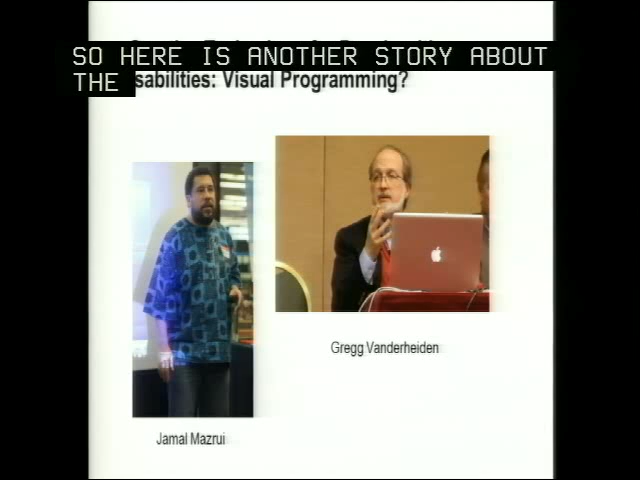 SO HERE IS ANOTHER STORY ABOUT
THE
sabilities: Visual Programming?
Gregg Vanderheiden
Jamal Mazrui